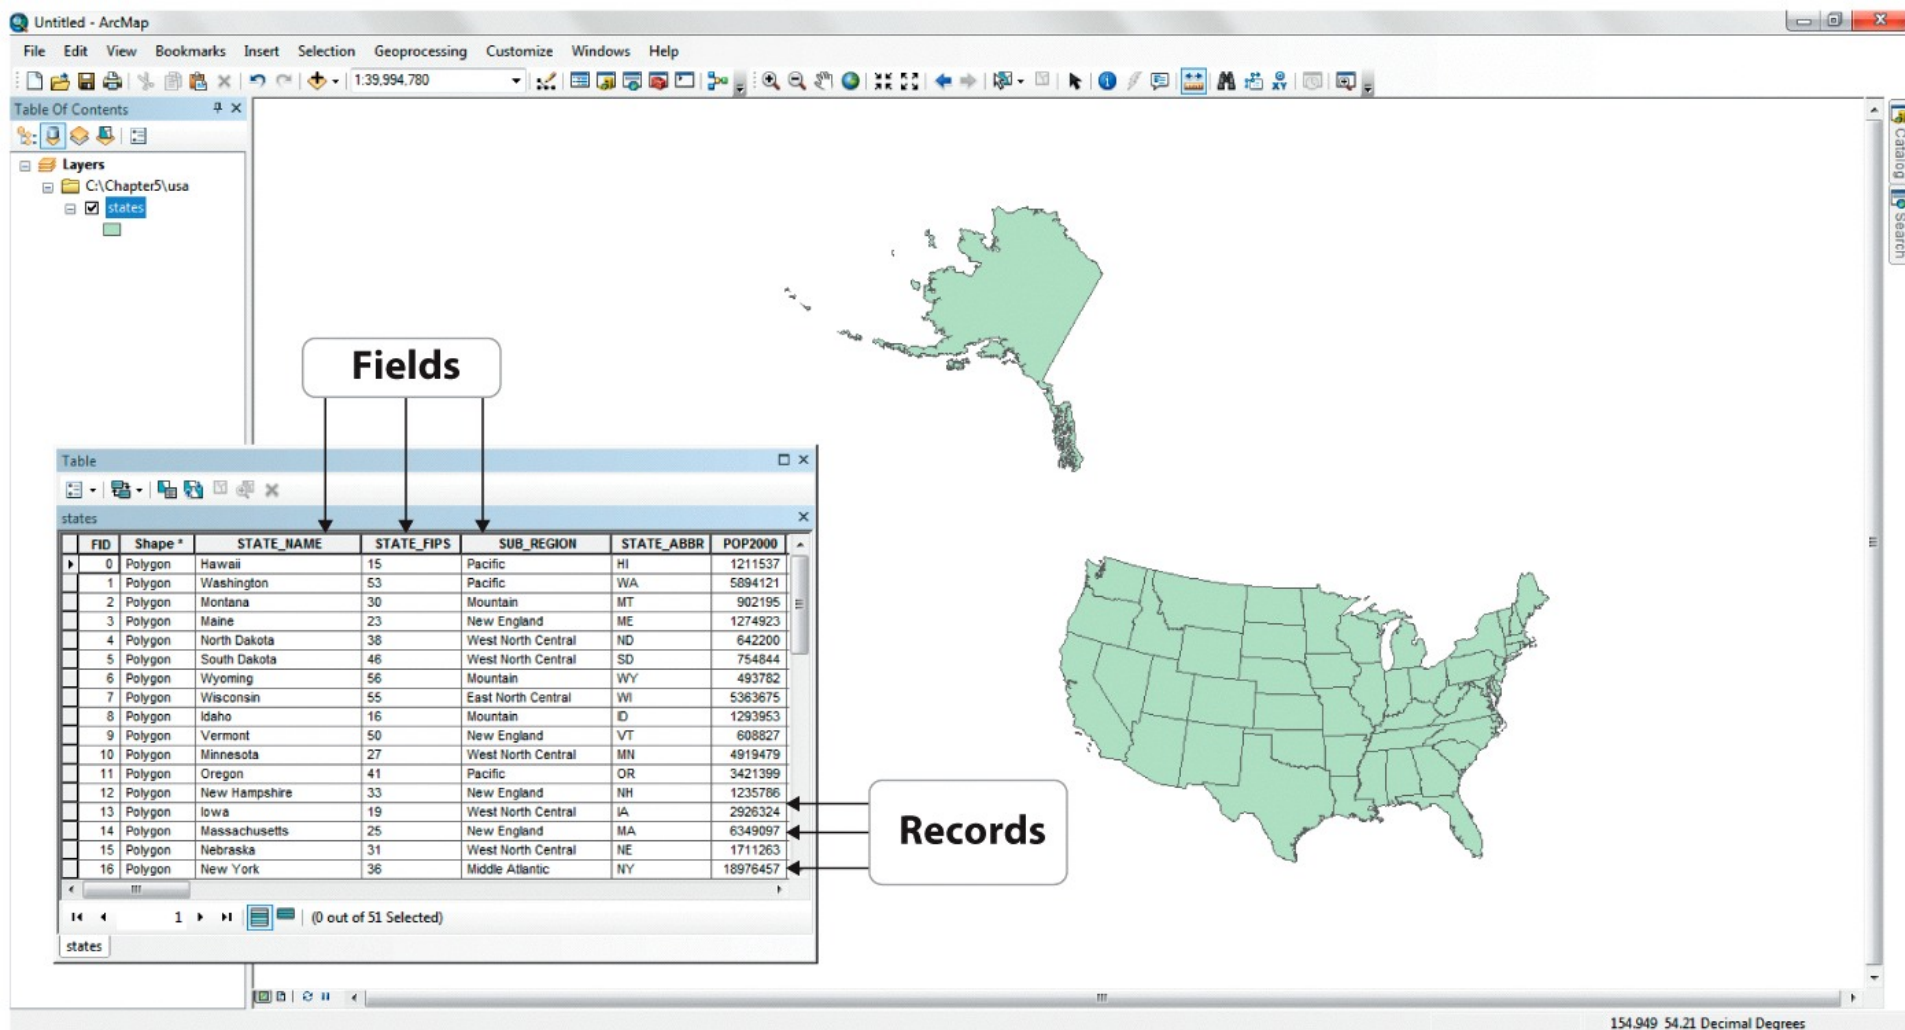 Untitled - ArcMap
File Edit View Bookmarks Insert Selection Geoprocessing Customize Windows Help
1:39,994,780
Table Of Contents
Layers
C:\Chapter5\usa
states
Catalog
Search
Fields
Table
states
FID Shape * STATE_NAME STATE_FIPS SUB_REGION STATE_ABBR POP2000
0 Polygon Hawaii 15 Pacific HI 1211537
1 Polygon Washington 53 Pacific WA 5894121
2 Polygon Montana 30 Mountain MT 902195
3 Polygon Maine 23 New England ME 1274923
4 Polygon North Dakota 38 West North Central ND 642200
5 Polygon South Dakota 46 West North Central SD 754844
6 Polygon Wyoming 56 Mountain WY 493782
7 Polygon Wisconsin 55 East North Central WI 5363675
8 Polygon Idaho 16 Mountain ID 1293953
9 Polygon Vermont 50 New England VT 608827
10 Polygon Minnesota 27 West North Central MN 4919479
11 Polygon Oregon 41 Pacific OR 3421399
12 Polygon New Hampshire 33 New England NH 1235786
13 Polygon Iowa 19 West North Central IA 2926324
14 Polygon Massachusetts 25 New England MA 6349097
15 Polygon Nebraska 31 West North Central NE 1711263
16 Polygon New York 36 Middle Atlantic NY 18976457
Records
1 (0 out of 51 Selected)
states
154.949 54.21 Decimal Degrees